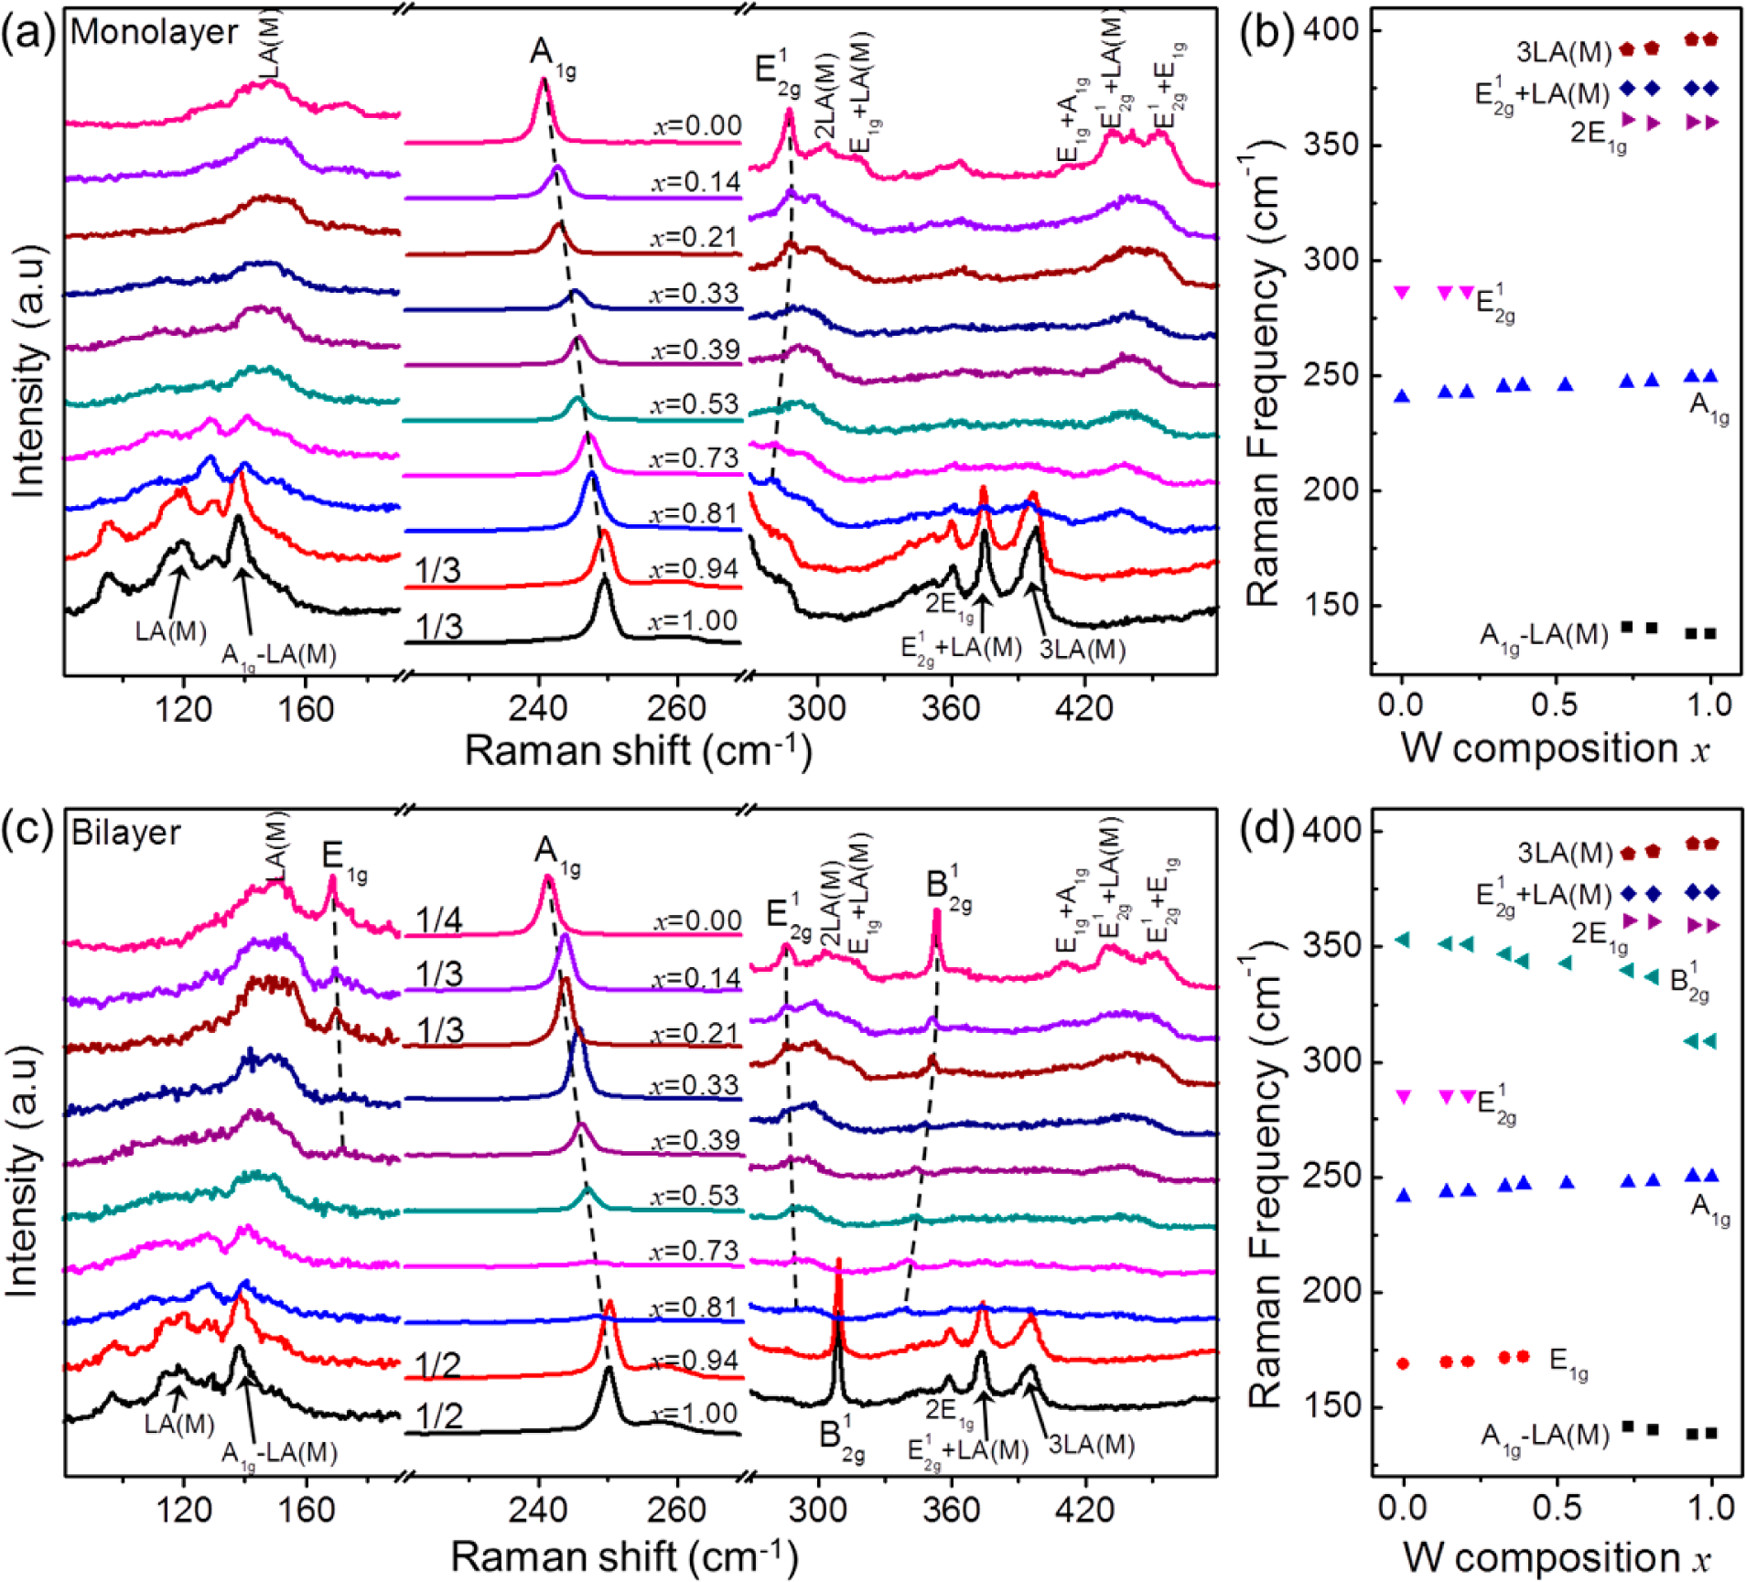 (a) Monolayer
LA(M)
A1g
E¹2g
2LA(M)
E1g+LA(M)
E1g+A1g
E¹2g+LA(M)
E¹2g+E1g
x=0.00
x=0.14
x=0.21
x=0.33
x=0.39
x=0.53
x=0.73
x=0.81
1/3 x=0.94
1/3 x=1.00
LA(M)
A1g-LA(M)
2E1g
E¹2g+LA(M)
3LA(M)
Intensity (a.u)
120 160 240 260 300 360 420
Raman shift (cm-1)
(b)
400
350
300
250
200
150
3LA(M)
E¹2g+LA(M)
2E1g
E¹2g
A1g
A1g-LA(M)
Raman Frequency (cm-1)
0.0 0.5 1.0
W composition x
(c) Bilayer
LA(M)
E1g
A1g
E¹2g
2LA(M)
E1g+LA(M)
B¹2g
E1g+A1g
E¹2g+LA(M)
E¹2g+E1g
1/4 x=0.00
1/3 x=0.14
1/3 x=0.21
x=0.33
x=0.39
x=0.53
x=0.73
x=0.81
1/2 x=0.94
1/2 x=1.00
LA(M)
A1g-LA(M)
B¹2g
2E1g
E¹2g+LA(M)
3LA(M)
Intensity (a.u)
120 160 240 260 300 360 420
Raman shift (cm-1)
(d)
400
350
300
250
200
150
3LA(M)
E¹2g+LA(M)
2E1g
B¹2g
E¹2g
A1g
E1g
A1g-LA(M)
Raman Frequency (cm-1)
0.0 0.5 1.0
W composition x